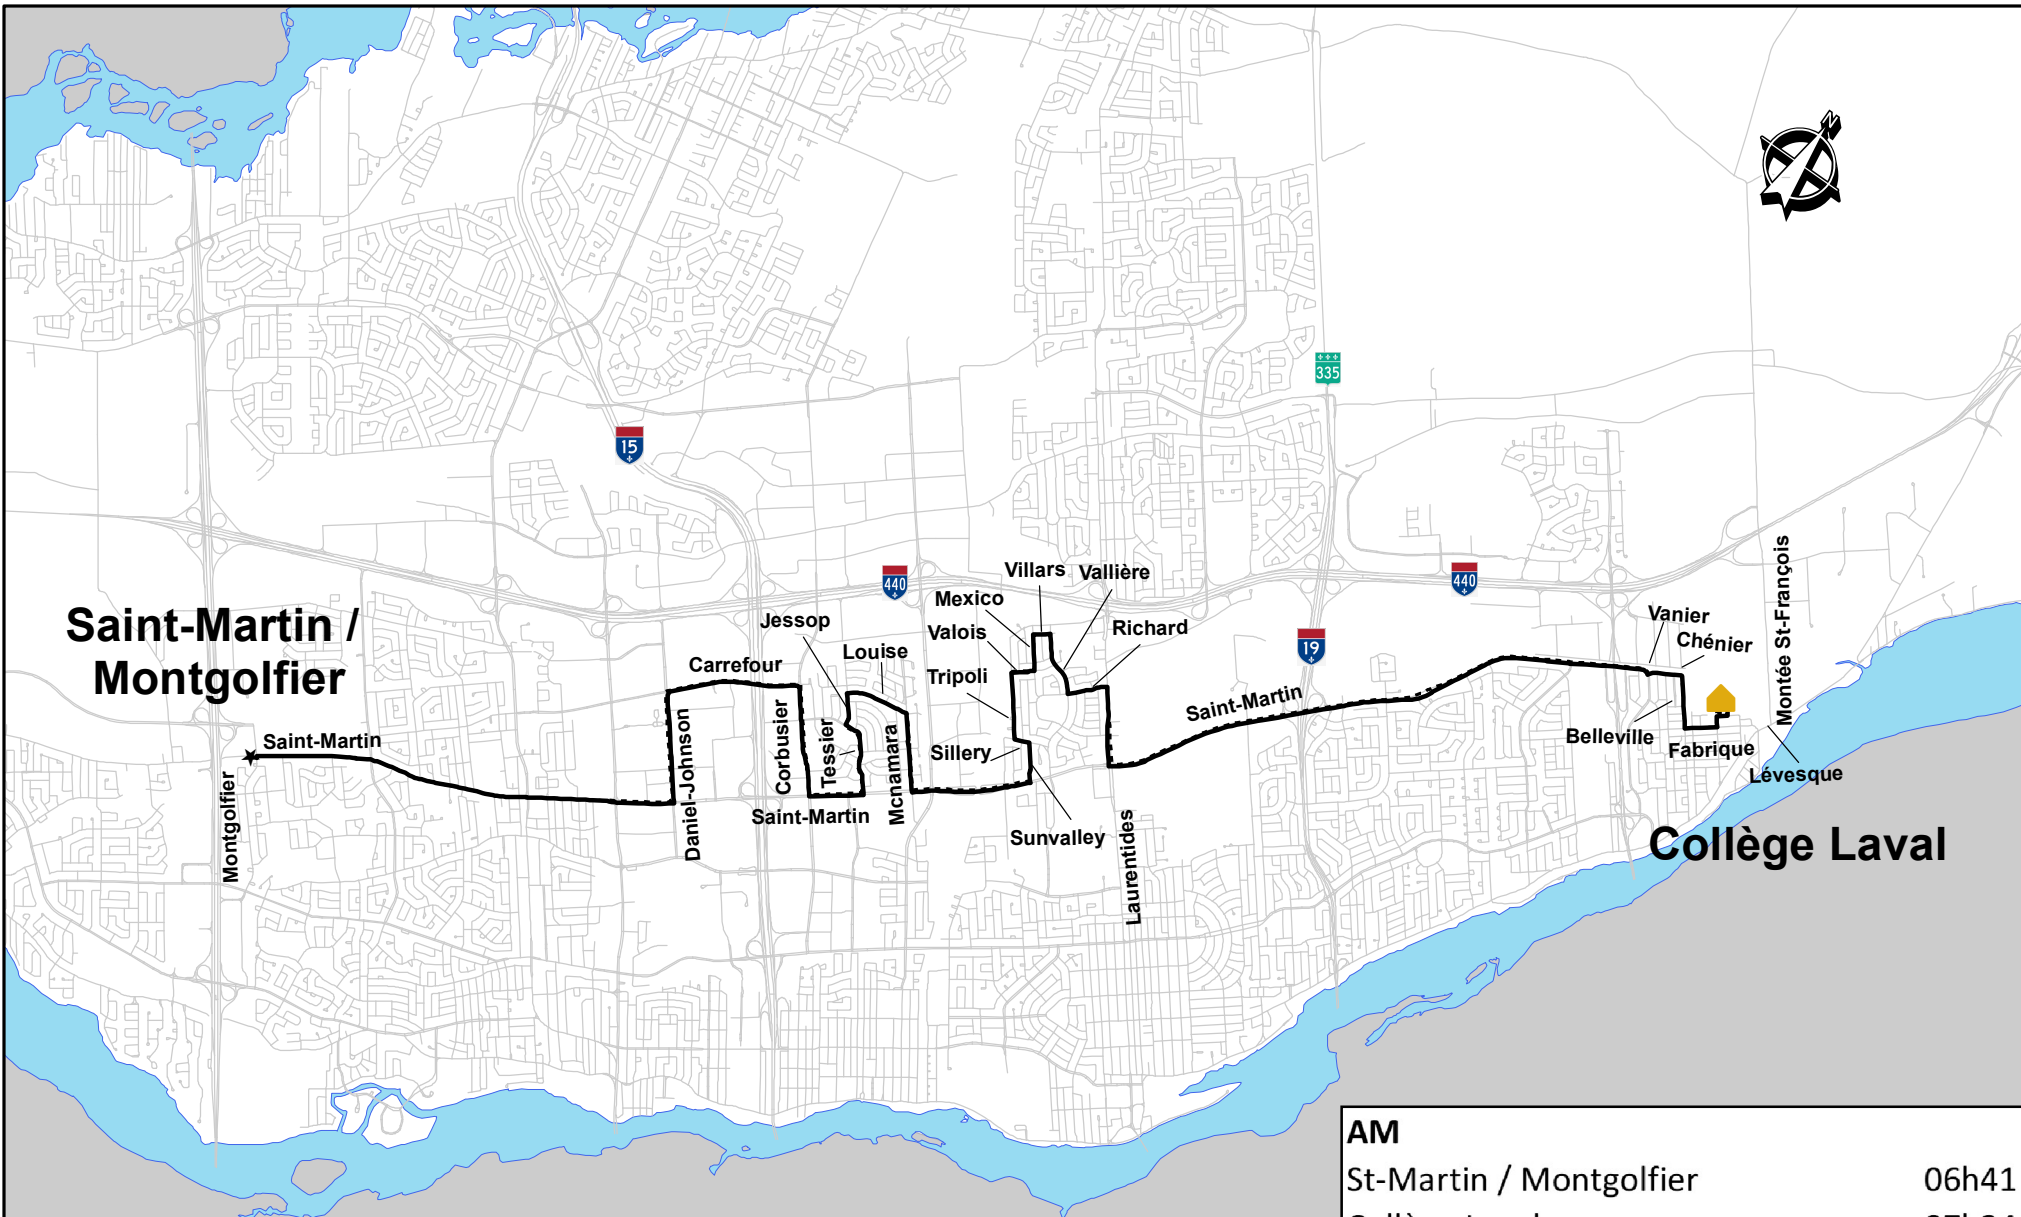 N
335
15
440
440
19
Villars
Vallière
Mexico
Jessop
Valois
Richard
Vanier
Chénier
Montée St-François
Saint-Martin /
Montgolfier
Louise
Carrefour
Tripoli
Saint-Martin
Saint-Martin
Montgolfier
Daniel-Johnson
Corbusier
Tessier
Mcnamara
Sillery
Belleville
Fabrique
Lévesque
Saint-Martin
Sunvalley
Laurentides
Collège Laval
AM
St-Martin / Montgolfier 06h41